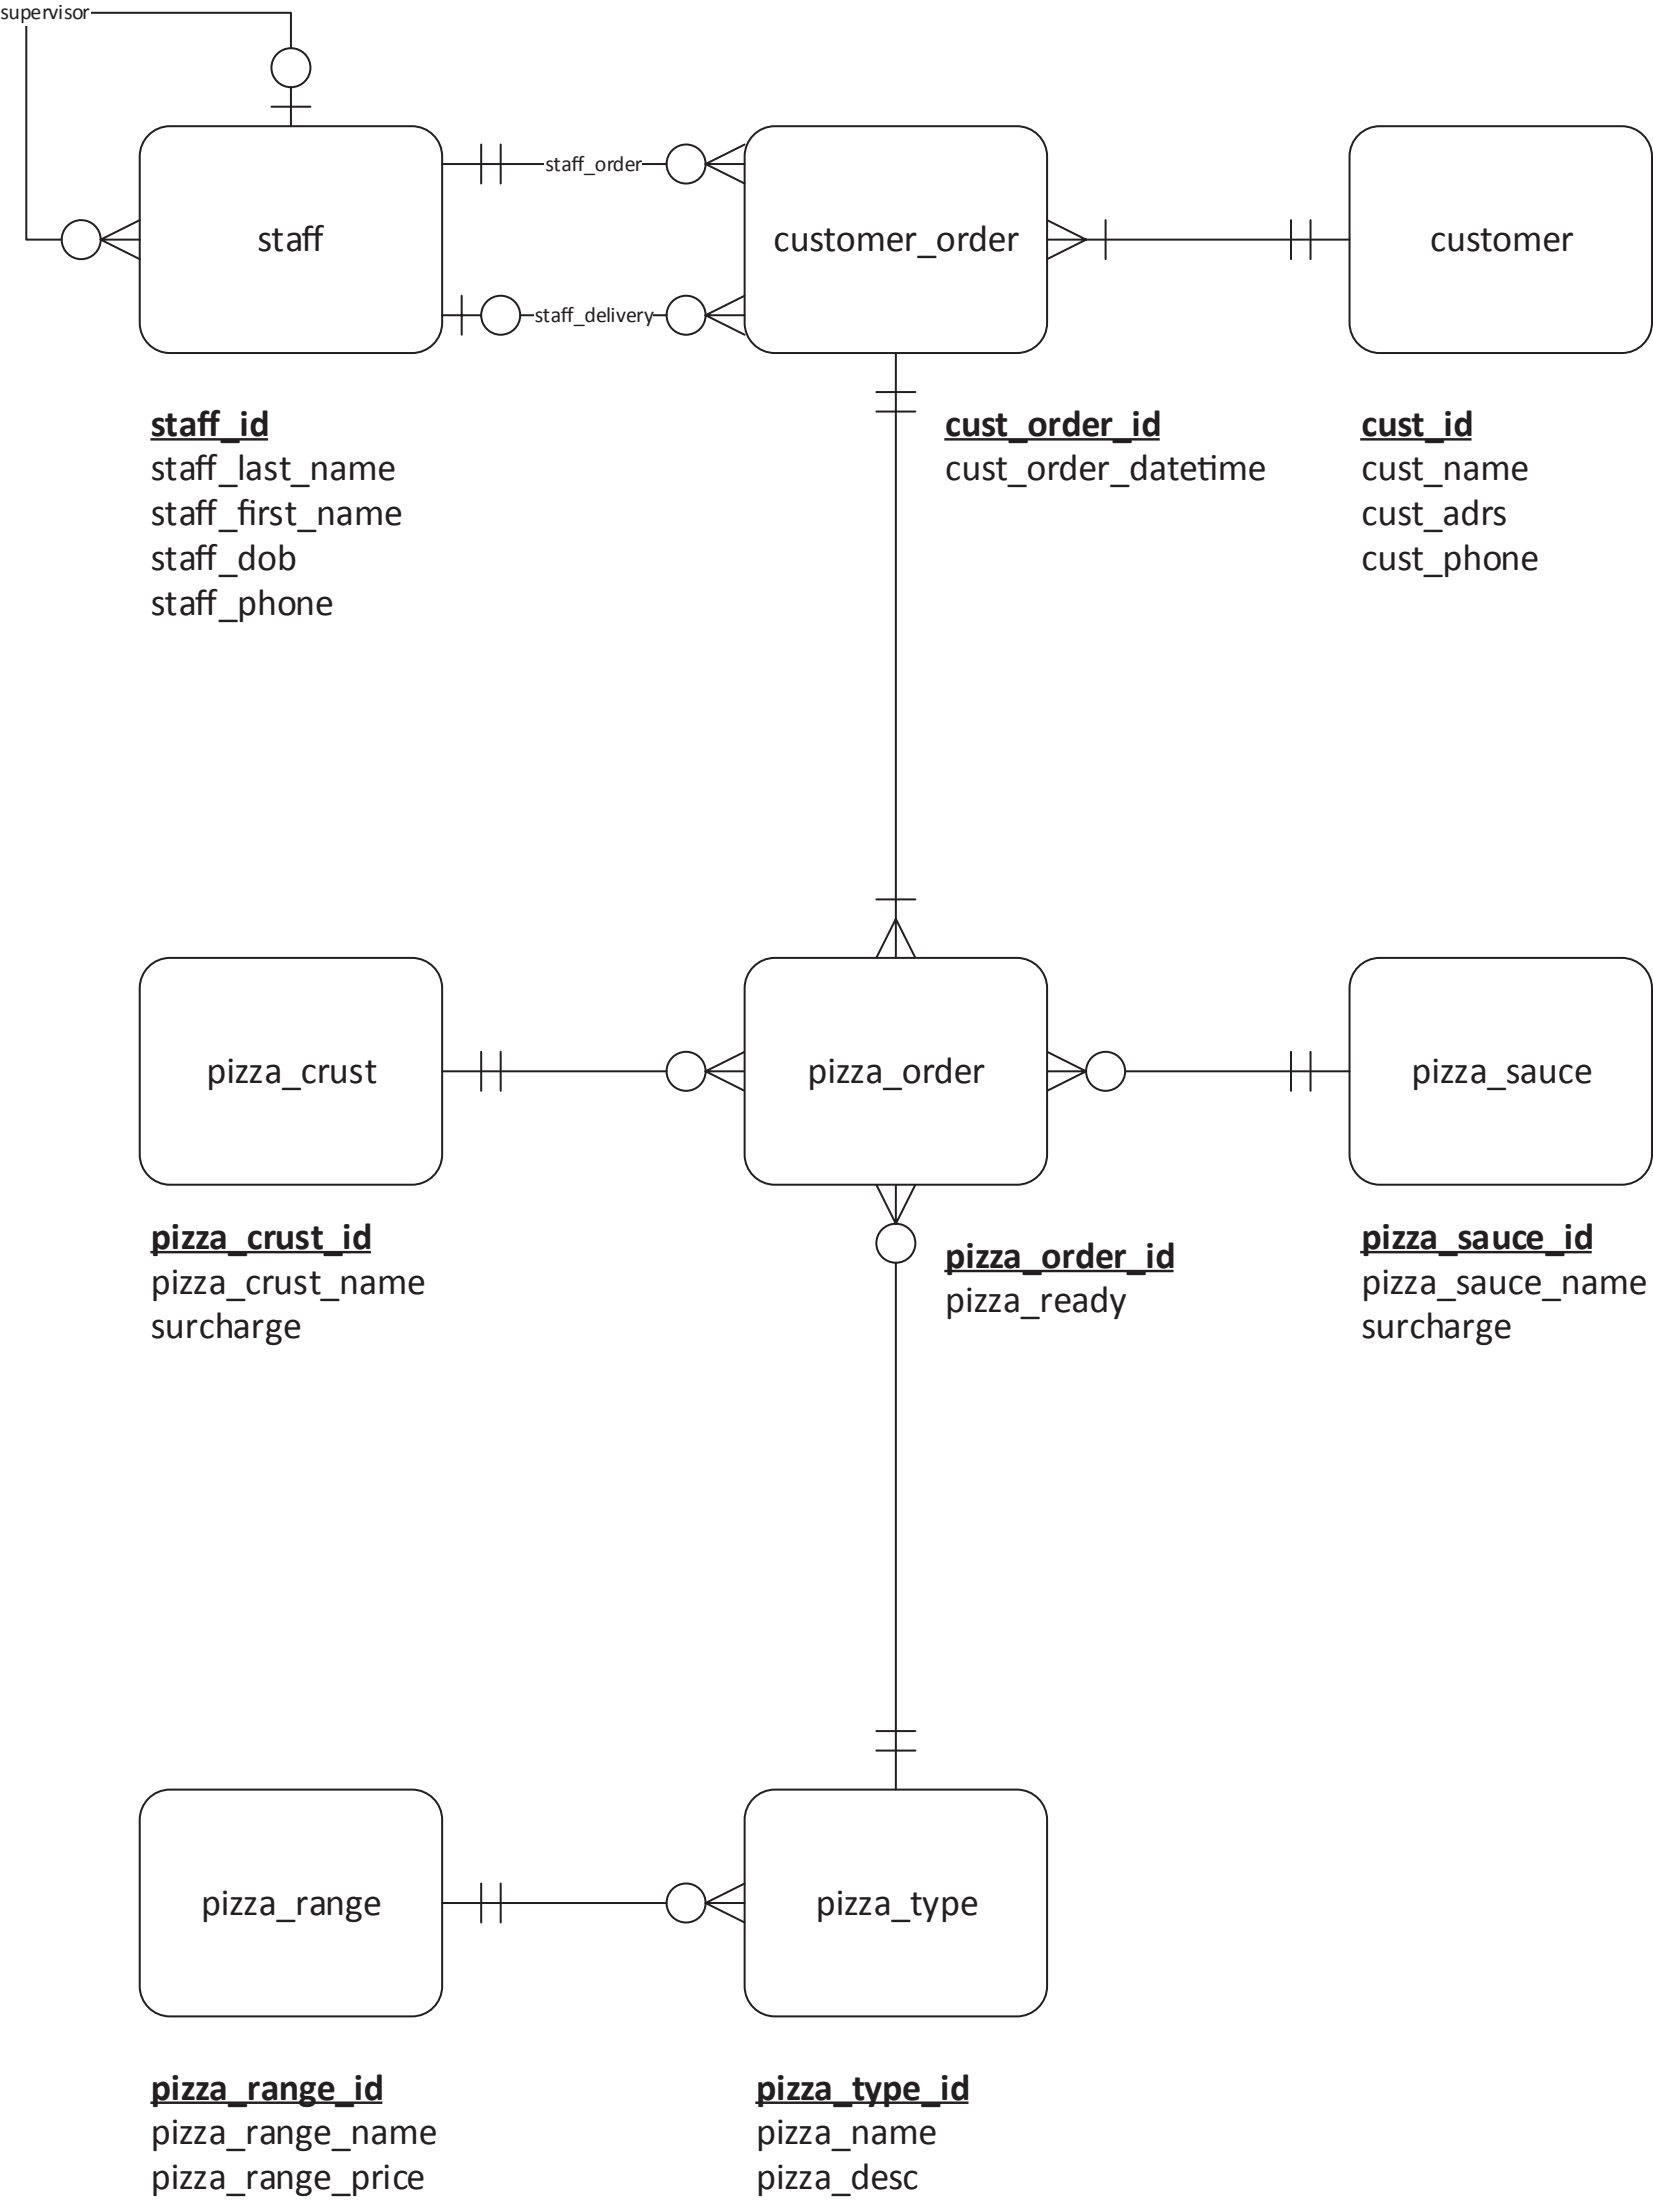 supervisor
staff
staff_order
staff_delivery
customer_order
customer
staff_id
staff_last_name
staff_first_name
staff_dob
staff_phone
cust_order_id
cust_order_datetime
cust_id
cust_name
cust_adrs
cust_phone
pizza_crust
pizza_order
pizza_sauce
pizza_crust_id
pizza_crust_name
surcharge
pizza_order_id
pizza_ready
pizza_sauce_id
pizza_sauce_name
surcharge
pizza_range
pizza_type
pizza_range_id
pizza_range_name
pizza_range_price
pizza_type_id
pizza_name
pizza_desc